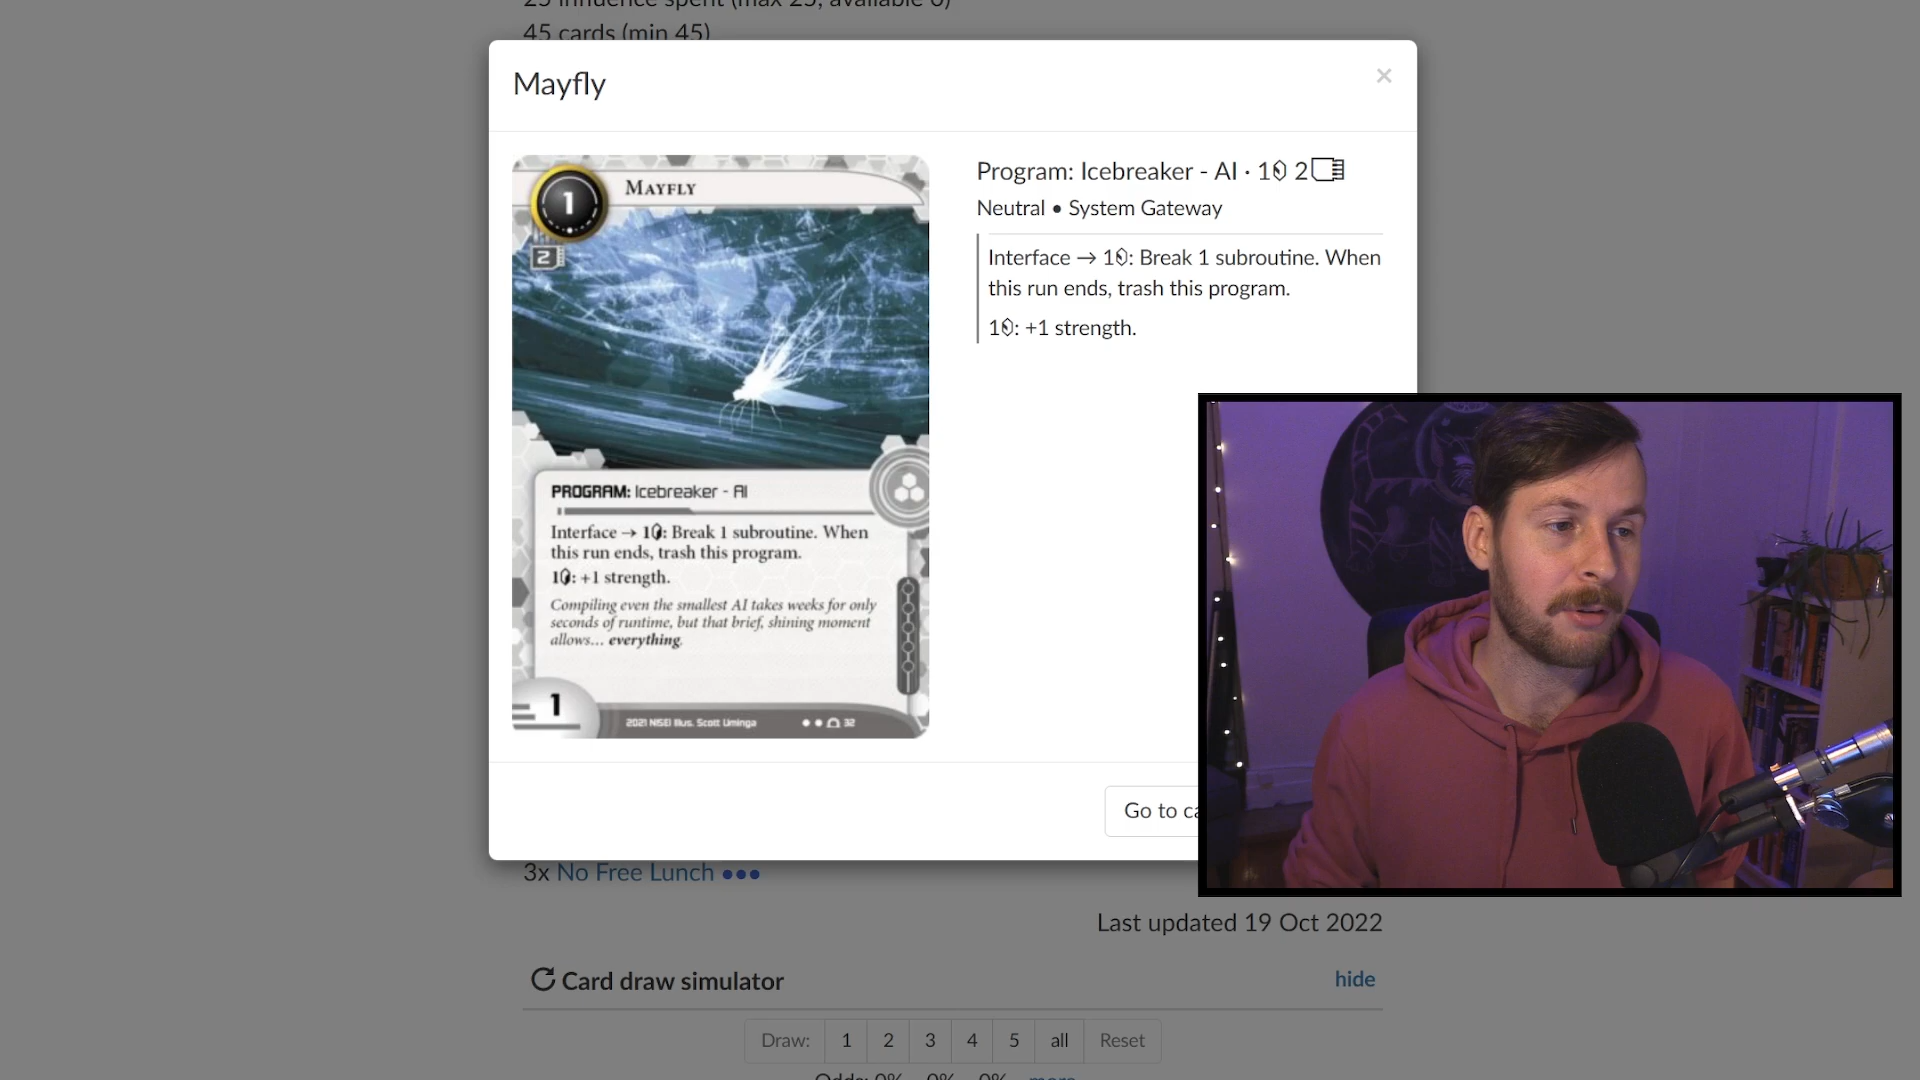 45 cards (min 45)
Mayfly
×
1
MAYFLY
2
PROGRAM: Icebreaker - AI
Interface → 1: Break 1 subroutine. When
this run ends, trash this program.
1: +1 strength.
Compiling even the smallest AI takes weeks for only
seconds of runtime, but that brief, shining moment
allows... everything.
1
2021 NISEI Illus. Scott Uminga
32
Program: Icebreaker - AI · 1 2
Neutral • System Gateway
Interface → 1: Break 1 subroutine. When
this run ends, trash this program.
1: +1 strength.
Go to
3x No Free Lunch •••
Last updated 19 Oct 2022
Card draw simulator
hide
Draw: 1 2 3 4 5 all Reset